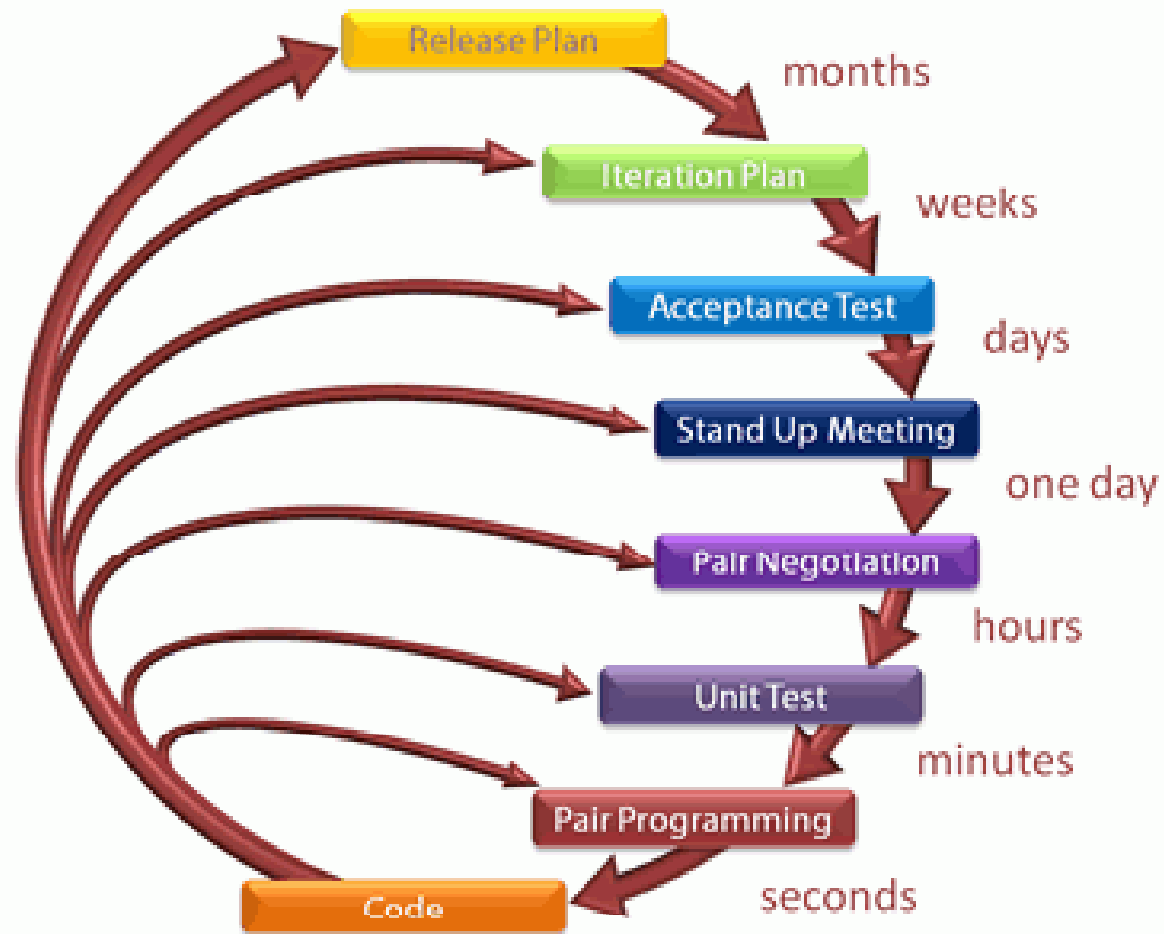 Release Plan
months
Iteration Plan
weeks
Acceptance Test
days
Stand Up Meeting
one day
Pair Negotiation
hours
Unit Test
minutes
Pair Programming
seconds
Code